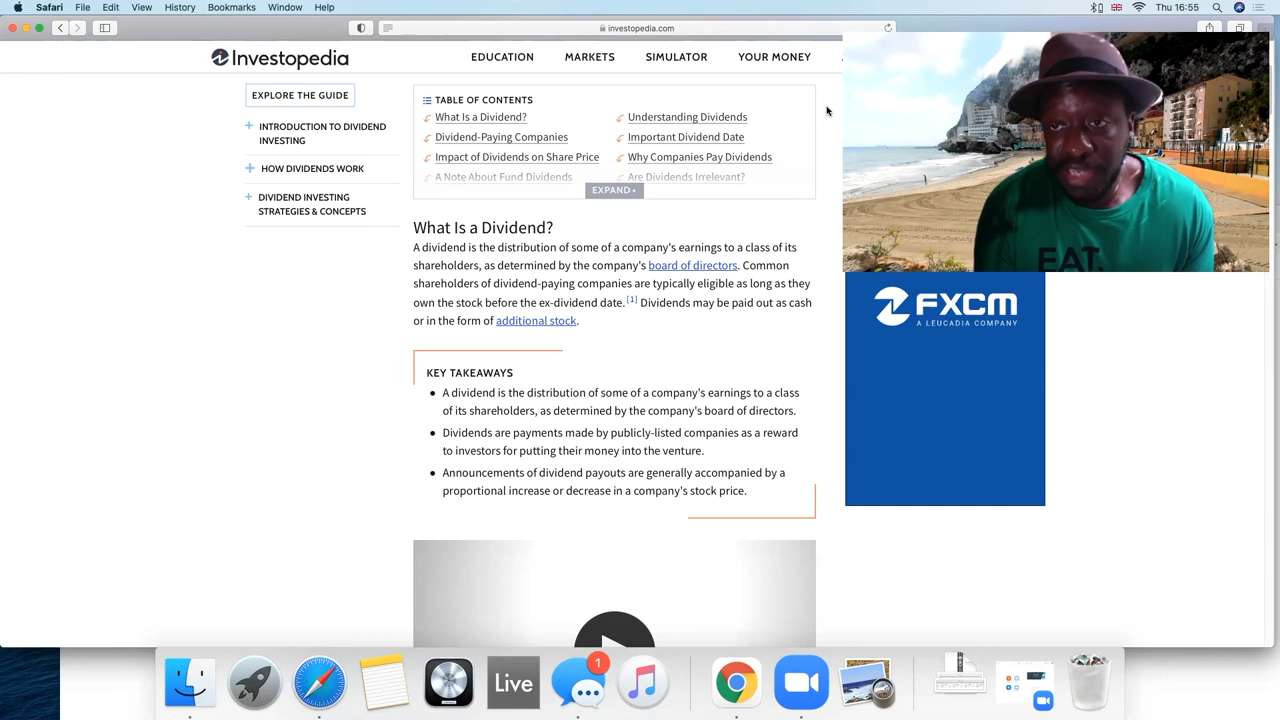 Safari File Edit View History Bookmarks Window Help Thu 16:55
investopedia.com
Investopedia EDUCATION MARKETS SIMULATOR YOUR MONEY
EXPLORE THE GUIDE
INTRODUCTION TO DIVIDEND
INVESTING
HOW DIVIDENDS WORK
DIVIDEND INVESTING
STRATEGIES & CONCEPTS
TABLE OF CONTENTS
What Is a Dividend? Understanding Dividends
Dividend-Paying Companies Important Dividend Date
Impact of Dividends on Share Price Why Companies Pay Dividends
A Note About Fund Dividends Are Dividends Irrelevant?
EXPAND +
What Is a Dividend?
A dividend is the distribution of some of a company's earnings to a class of its
shareholders, as determined by the company's board of directors. Common
shareholders of dividend-paying companies are typically eligible as long as they
own the stock before the ex-dividend date. [1] Dividends may be paid out as cash
or in the form of additional stock.
KEY TAKEAWAYS
• A dividend is the distribution of some of a company's earnings to a class
of its shareholders, as determined by the company's board of directors.
• Dividends are payments made by publicly-listed companies as a reward
to investors for putting their money into the venture.
• Announcements of dividend payouts are generally accompanied by a
proportional increase or decrease in a company's stock price.
EAT.
FXCM
A LEUCADIA COMPANY
Live
1